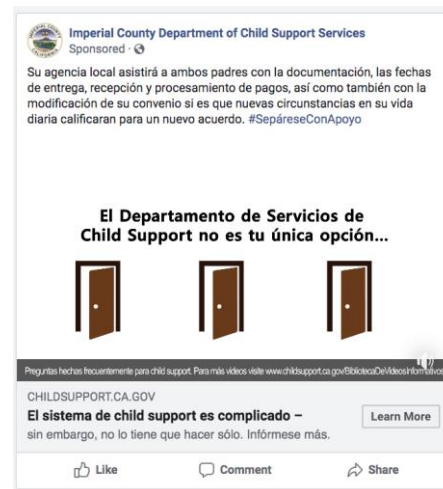 Imperial County Department of Child Support Services
Sponsored ·
Su agencia local asistirá a ambos padres con la documentación, las fechas
de entrega, recepción y procesamiento de pagos, así como también con la
modificación de su convenio si es que nuevas circunstancias en su vida
diaria calificaran para un nuevo acuerdo. #SepáreseConApoyo
El Departamento de Servicios de
Child Support no es tu única opción...
Preguntas hechas frecuentemente para child support. Para más videos visite www.childsupport.ca.gov/BibliotecaDeVideosInformativos
CHILDSUPPORT.CA.GOV
El sistema de child support es complicado –
sin embargo, no lo tiene que hacer sólo. Infórmese más.
Learn More
Like
Comment
Share